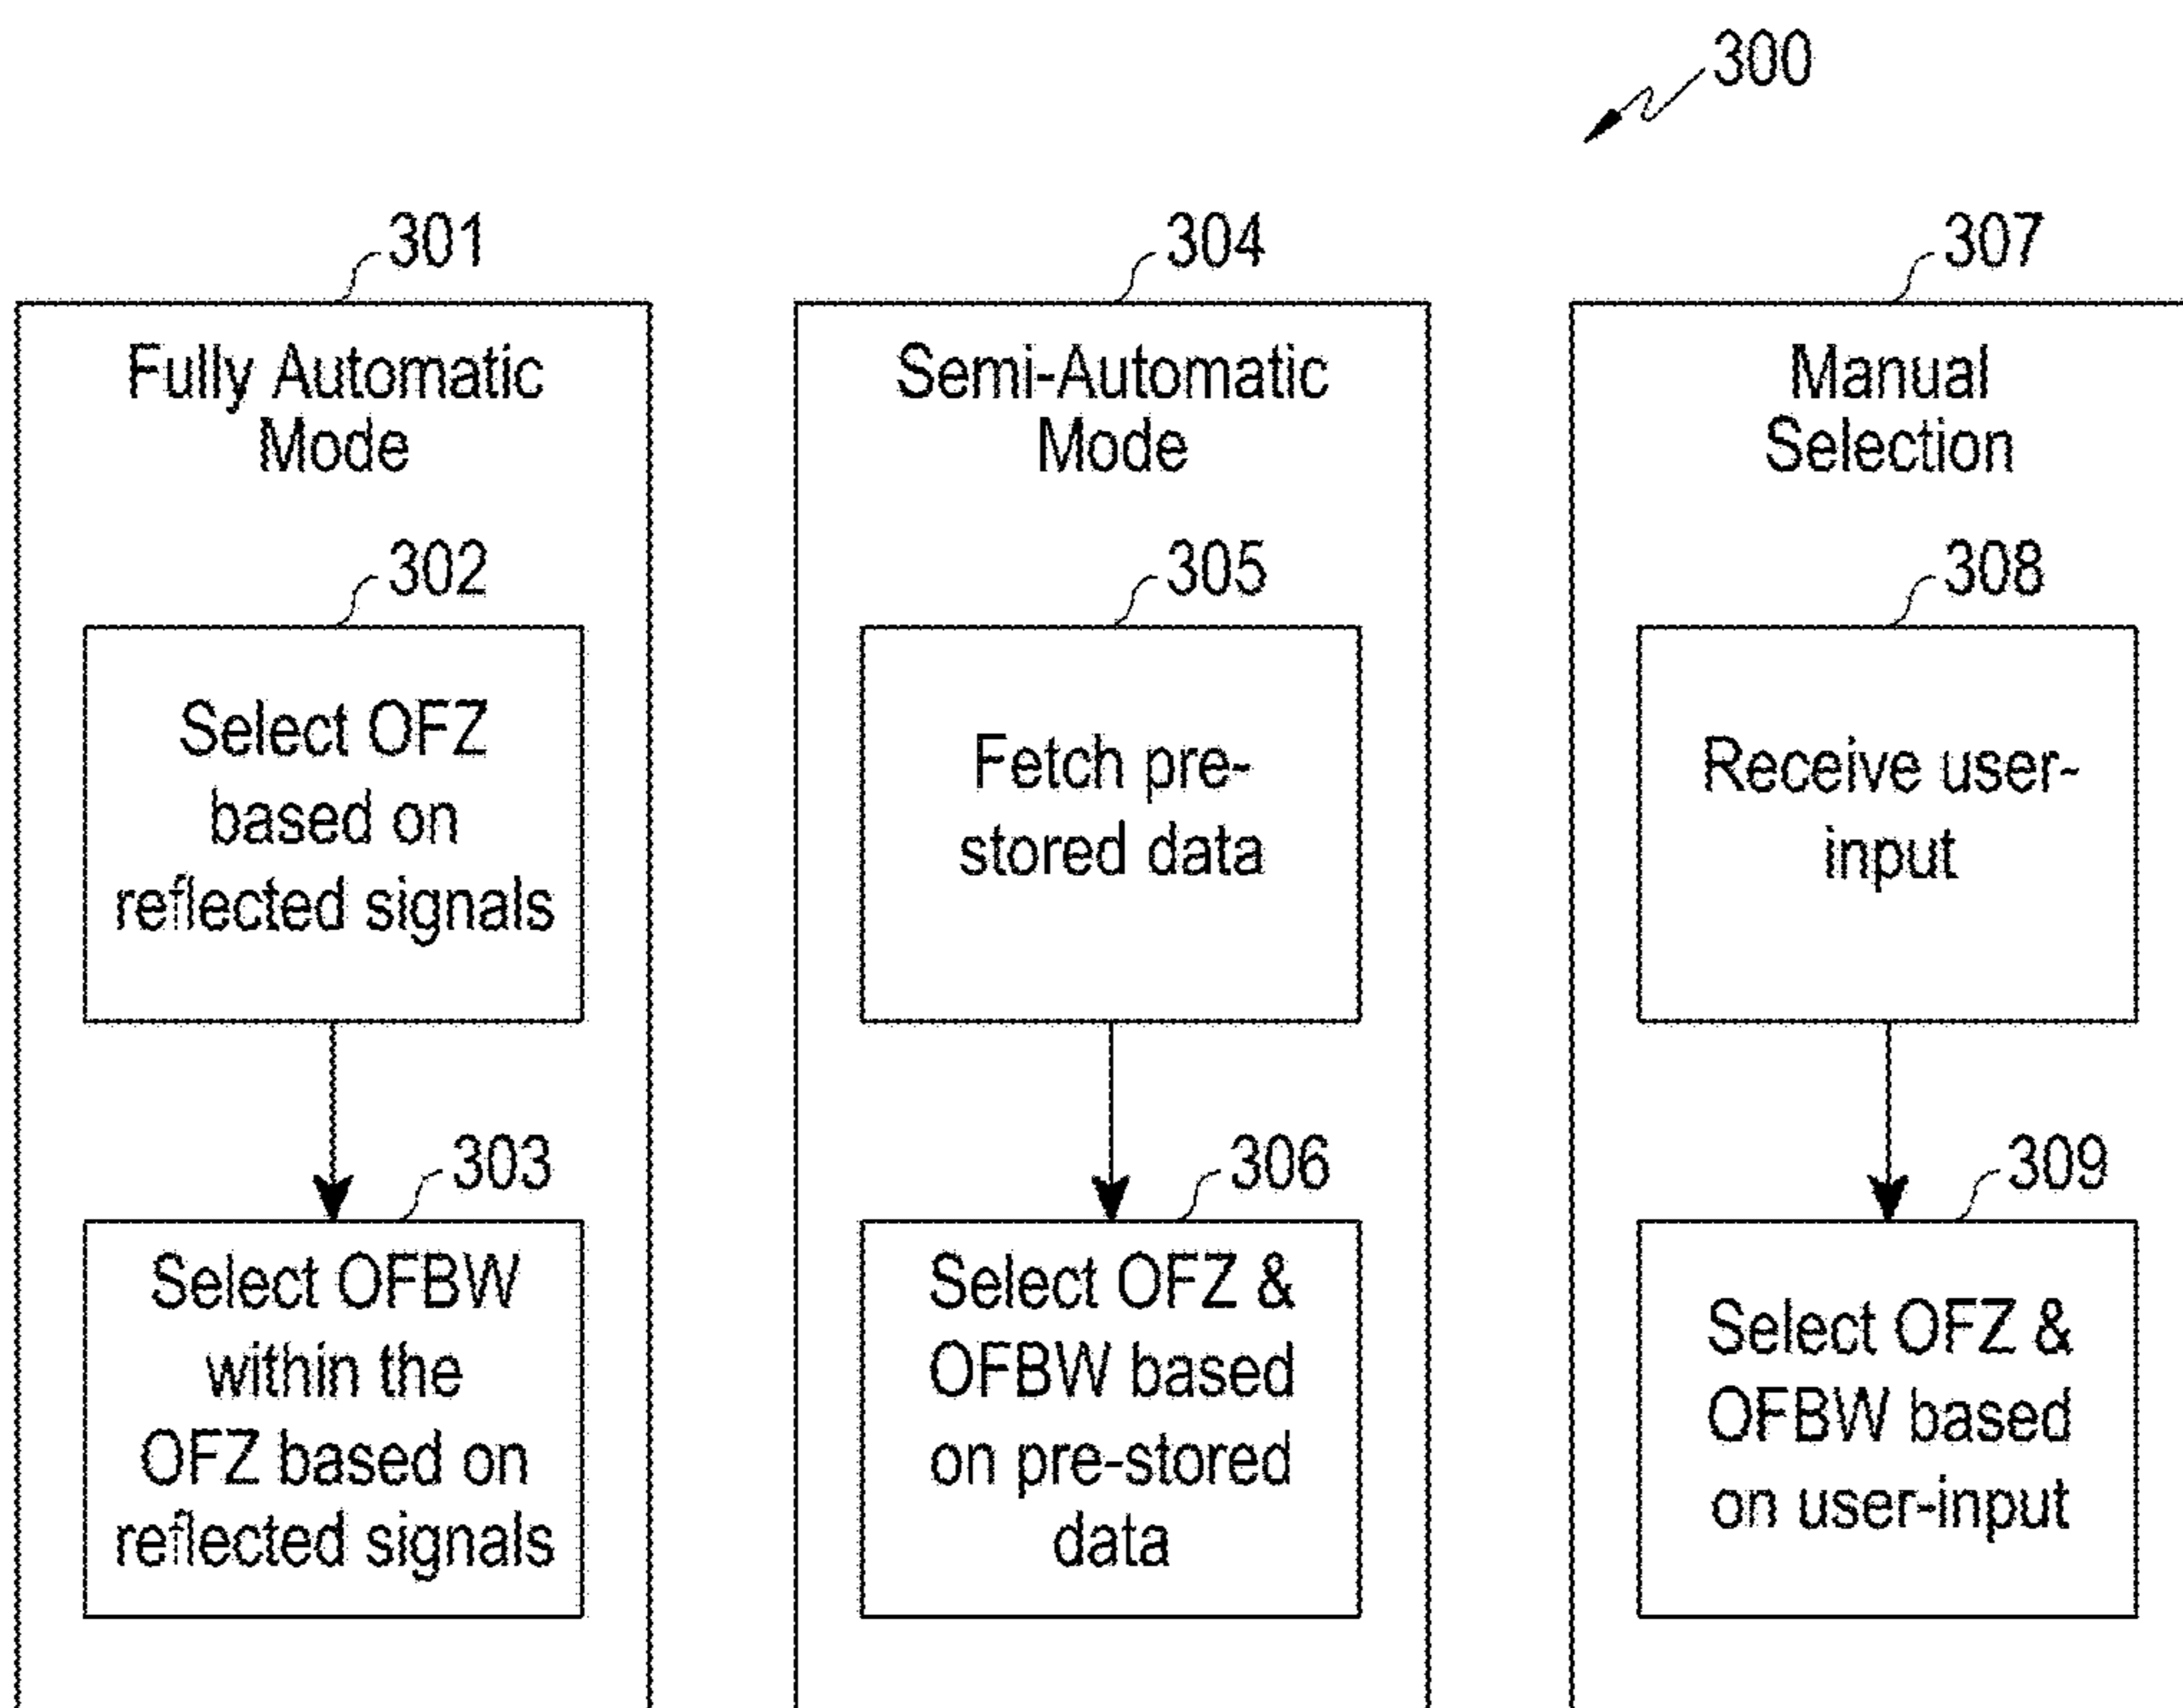 300
301
Fully Automatic
Mode
302
Select OFZ
based on
reflected signals
303
Select OFBW
within the
OFZ based on
reflected signals
304
Semi-Automatic
Mode
305
Fetch pre-
stored data
306
Select OFZ &
OFBW based
on pre-stored
data
307
Manual
Selection
308
Receive user-
input
309
Select OFZ &
OFBW based
on user-input